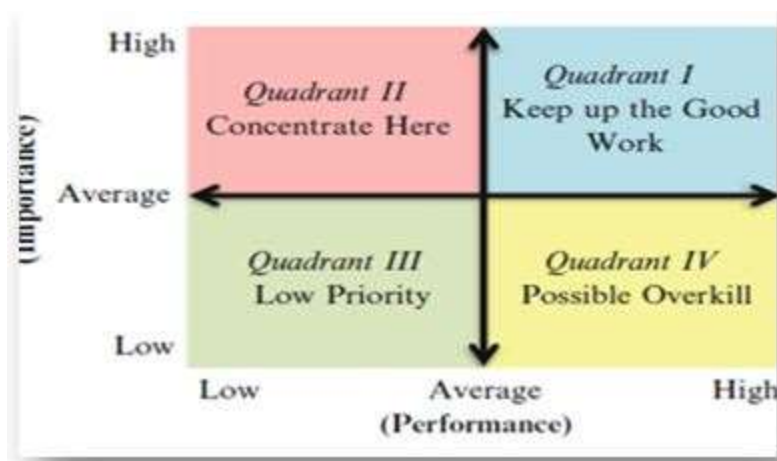 High
Quadrant II
Concentrate Here
Quadrant I
Keep up the Good
Work
(Importance)
Average
Quadrant III
Low Priority
Quadrant IV
Possible Overkill
Low
Low
Average
High
(Performance)